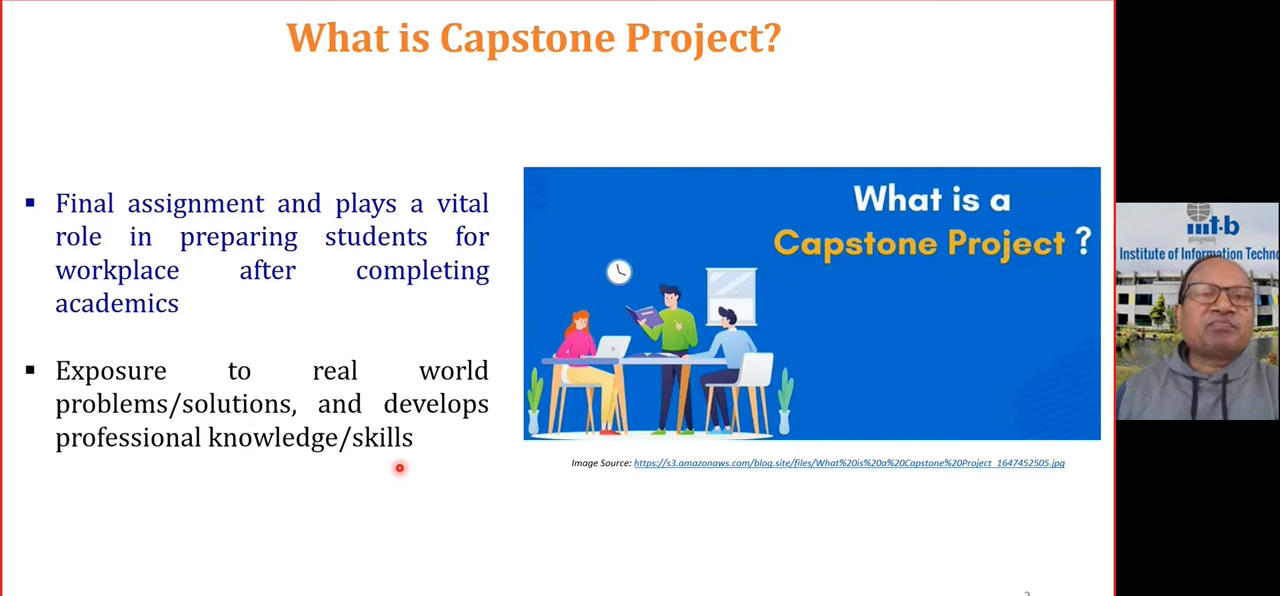 What is Capstone Project?
Final assignment and plays a vital
role in preparing students for
workplace after completing
academics
Exposure to real world
problems/solutions, and develops
professional knowledge/skills
What is a
Capstone Project ?
Image Source: https://s3.amazonaws.com/blog.site/files/What%20is%20a%20Capstone%20Project_1647452505.jpg
iiit-b
Institute of Information Techno